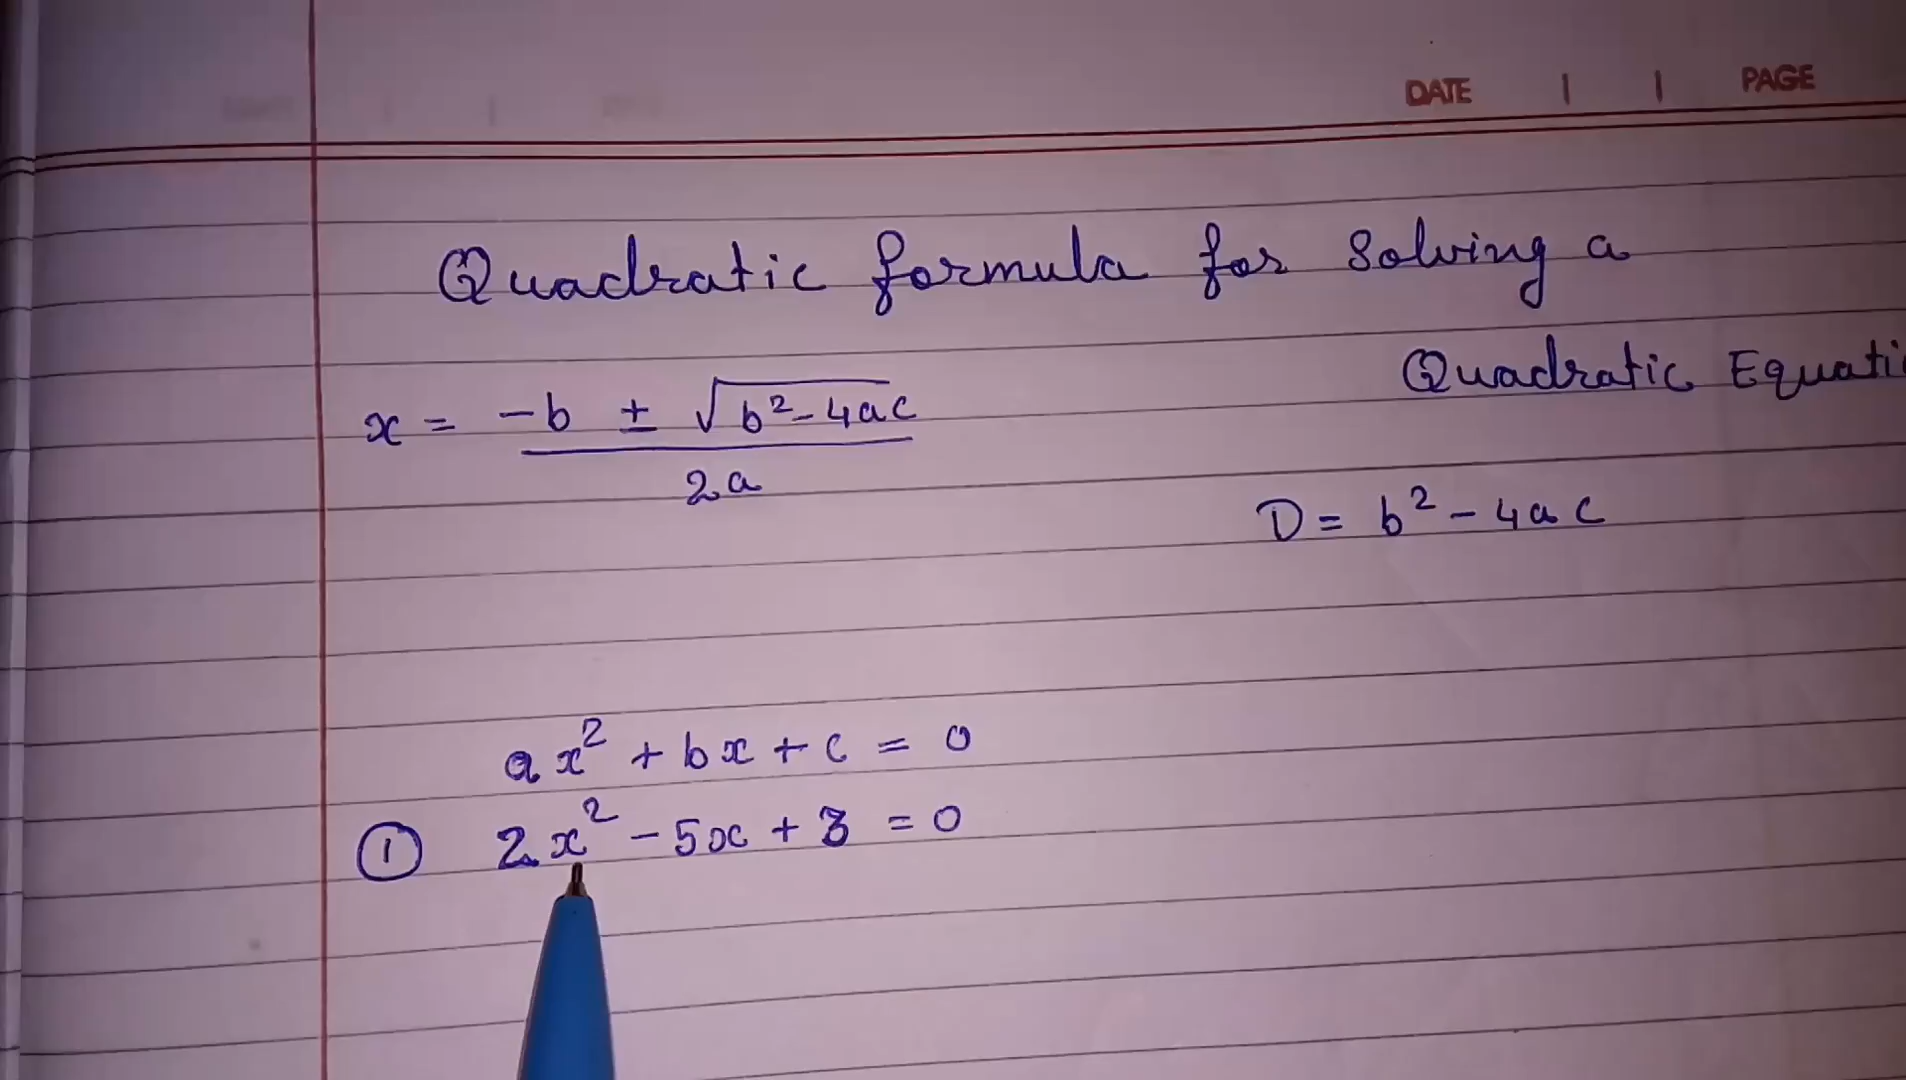 DATE | | PAGE
Quadratic formula for Solving a
Quadratic Equati
x = -b ± √b²-4ac
2a
D = b² - 4ac
ax² + bx + c = 0
① 2x² - 5x + 3 = 0